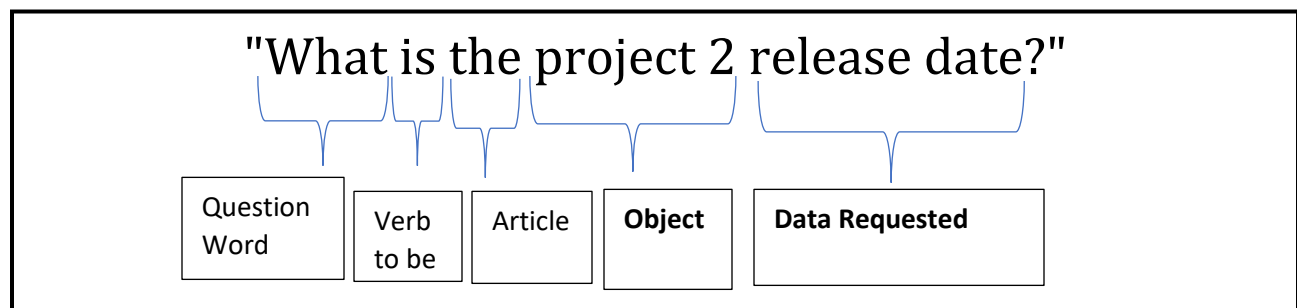 "What is the project 2 release date?"
Question
Word
Verb
to be
Article
Object
Data Requested